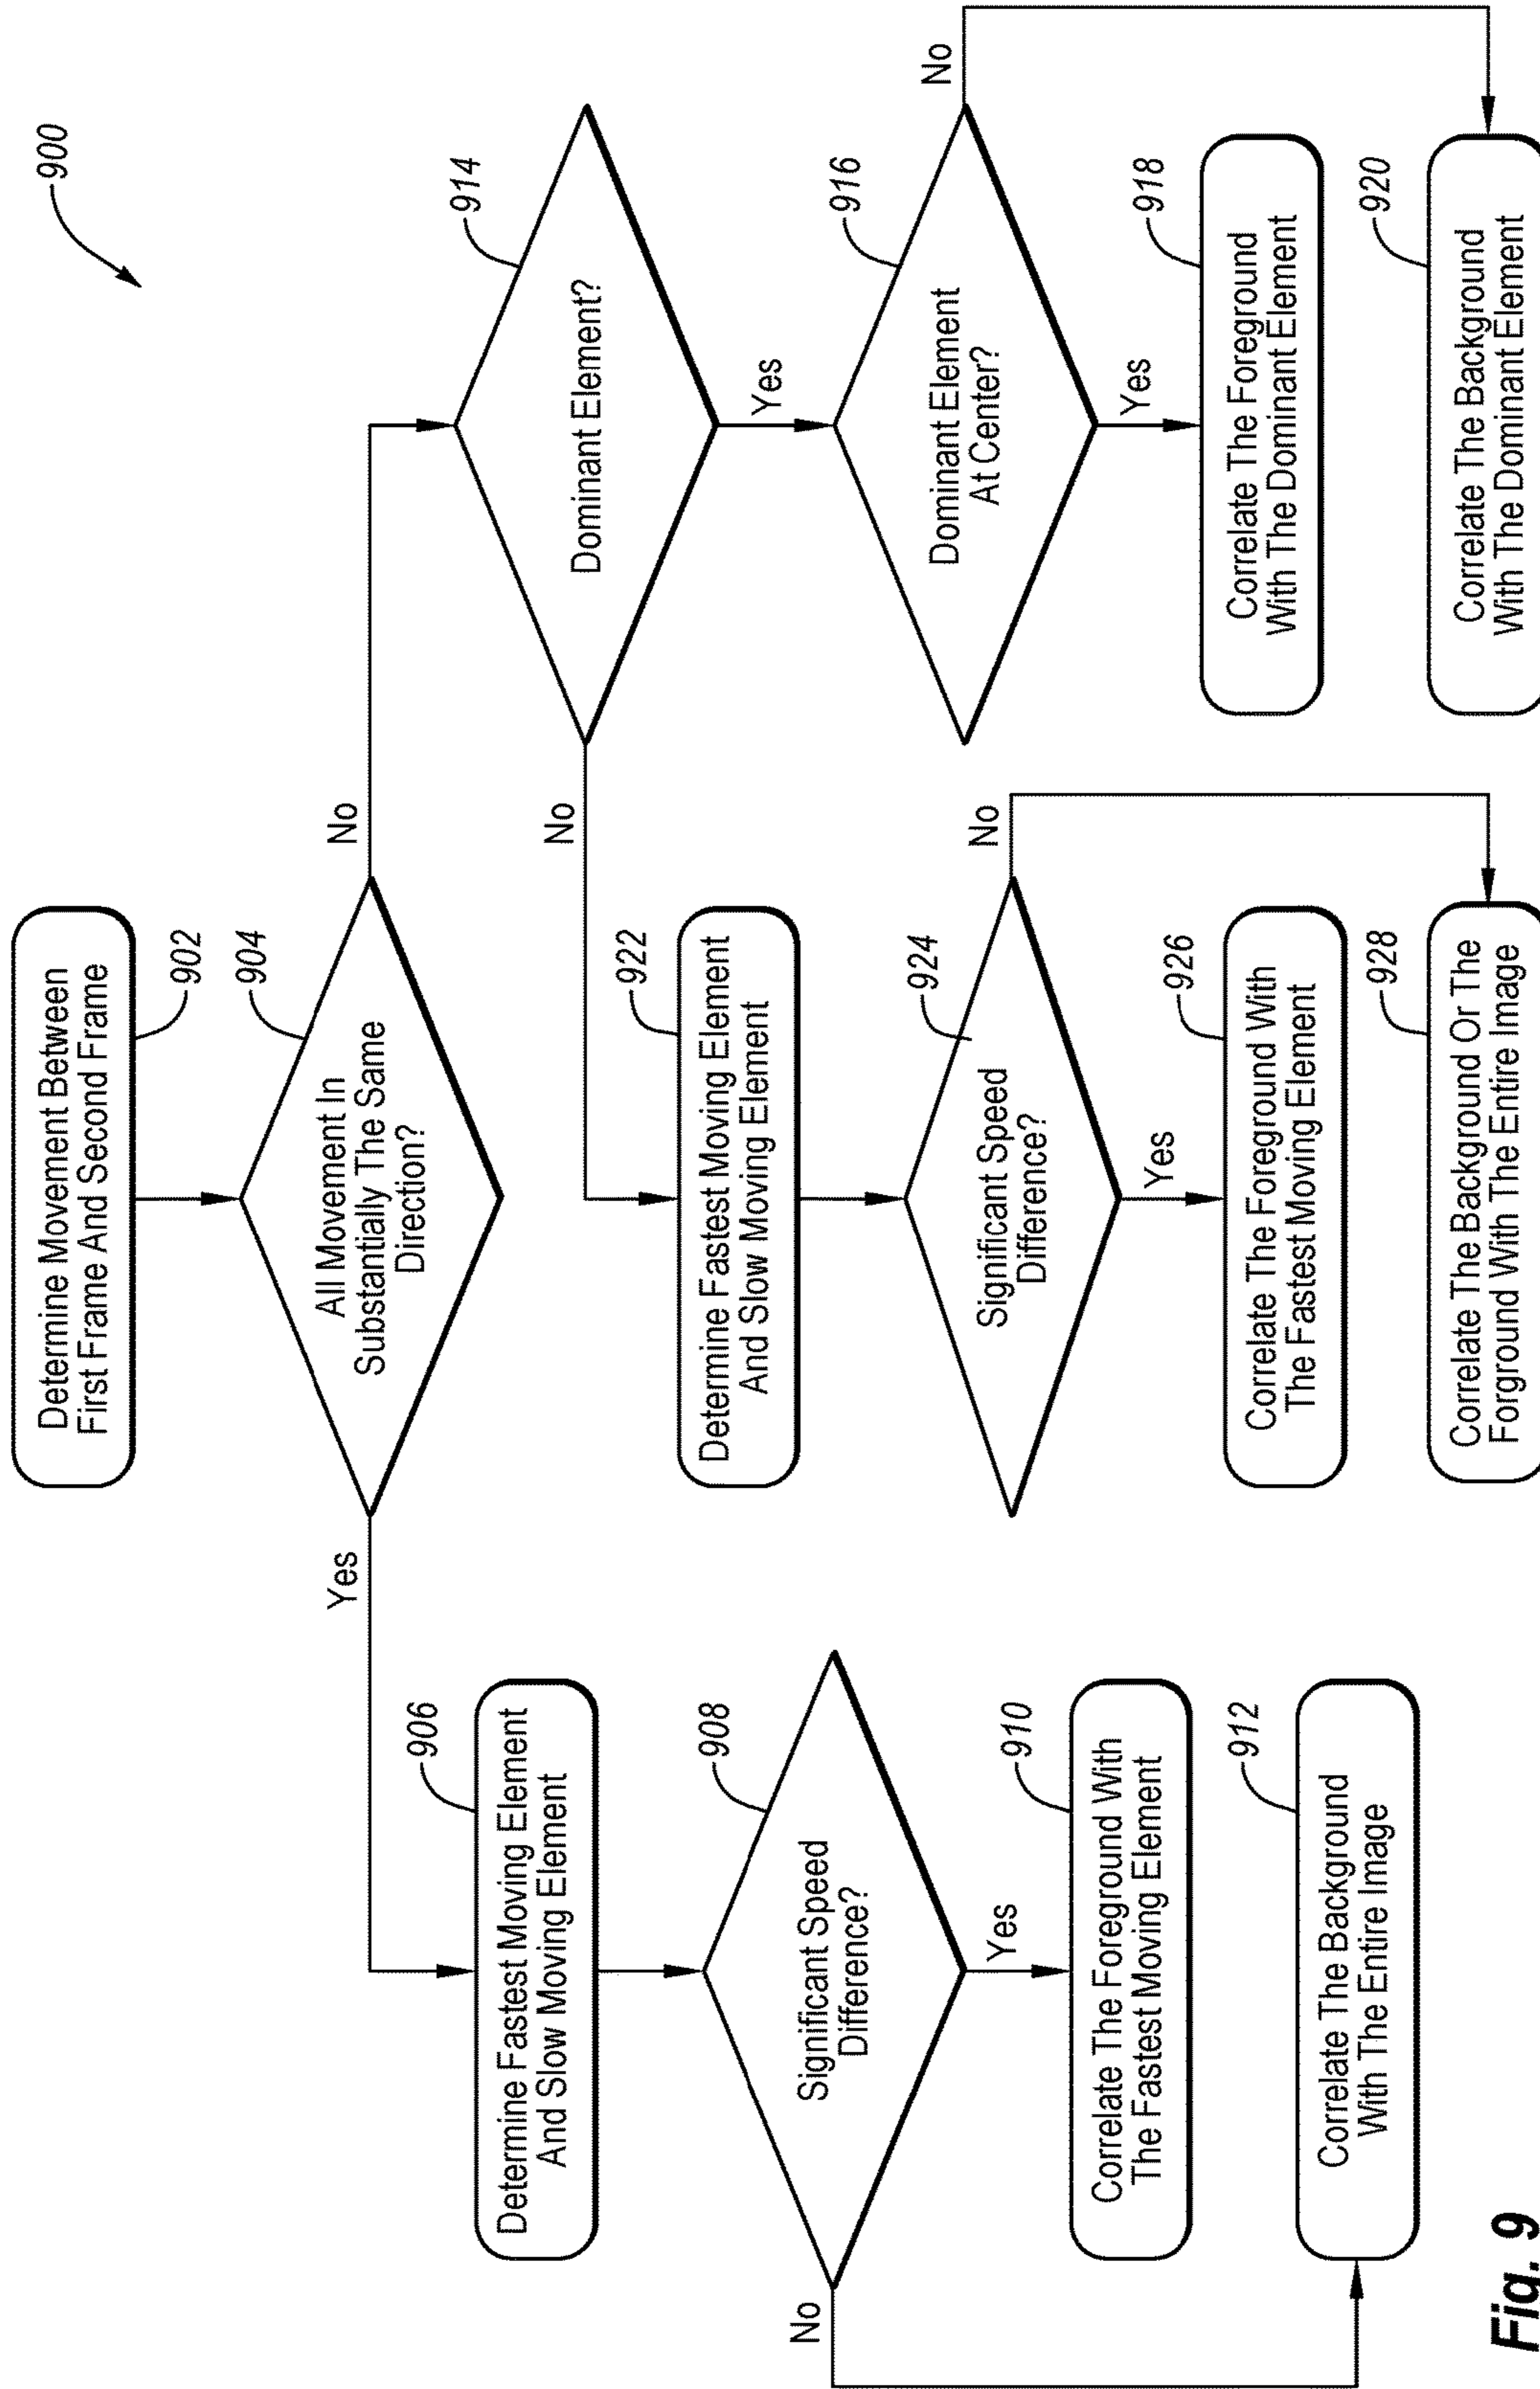 900
Determine Movement Between
First Frame And Second Frame
902
904
All Movement In
Substantially The Same
Direction?
Yes
No
906
Determine Fastest Moving Element
And Slow Moving Element
908
Significant Speed
Difference?
No
Yes
910
Correlate The Foreground With
The Fastest Moving Element
912
Correlate The Background
With The Entire Image
914
Dominant Element?
No
Yes
922
Determine Fastest Moving Element
And Slow Moving Element
924
Significant Speed
Difference?
No
Yes
926
Correlate The Foreground With
The Fastest Moving Element
928
Correlate The Background Or The
Forground With The Entire Image
916
Dominant Element
At Center?
No
Yes
918
Correlate The Foreground
With The Dominant Element
920
Correlate The Background
With The Dominant Element
Fig. 9